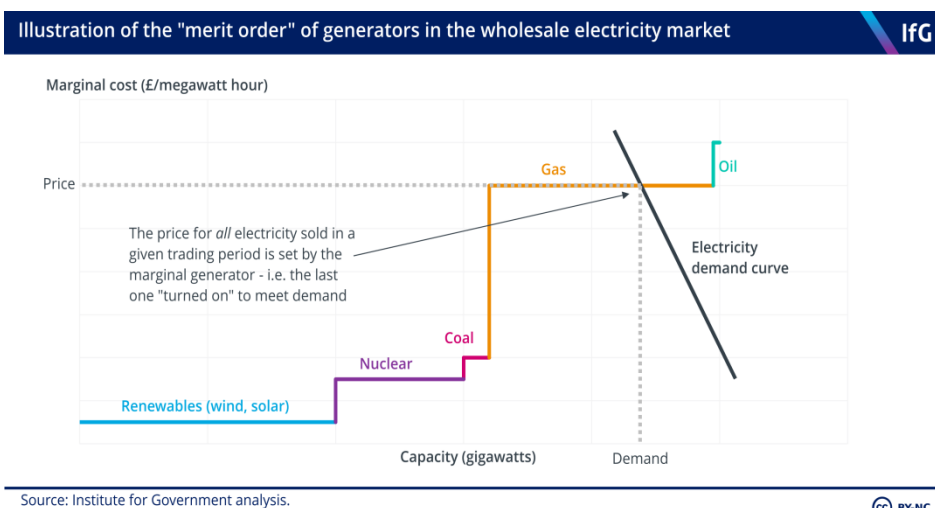 Illustration of the "merit order" of generators in the wholesale electricity market
IfG
Marginal cost (£/megawatt hour)
Gas
Oil
Price
The price for all electricity sold in a
given trading period is set by the
marginal generator - i.e. the last
one "turned on" to meet demand
Electricity
demand curve
Coal
Nuclear
Renewables (wind, solar)
Capacity (gigawatts)
Demand
Source: Institute for Government analysis.
cc BY-NC